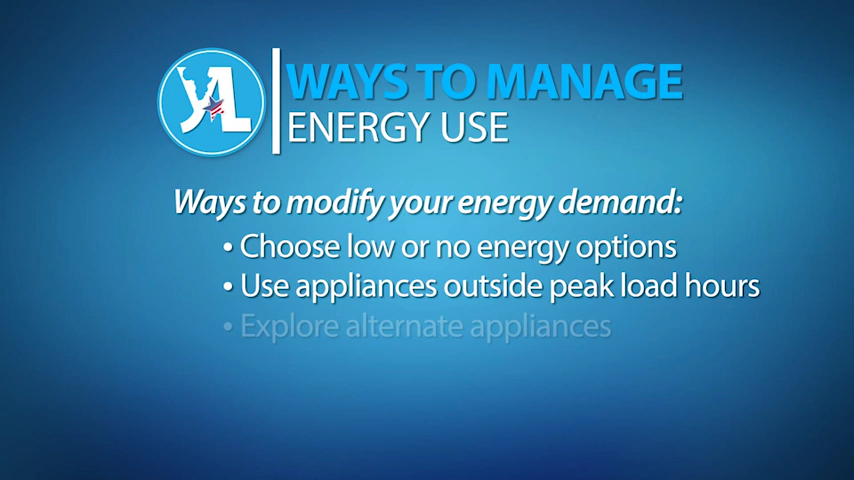 AL
WAYS TO MANAGE
ENERGY USE
Ways to modify your energy demand:
• Choose low or no energy options
• Use appliances outside peak load hours
• Explore alternate appliances